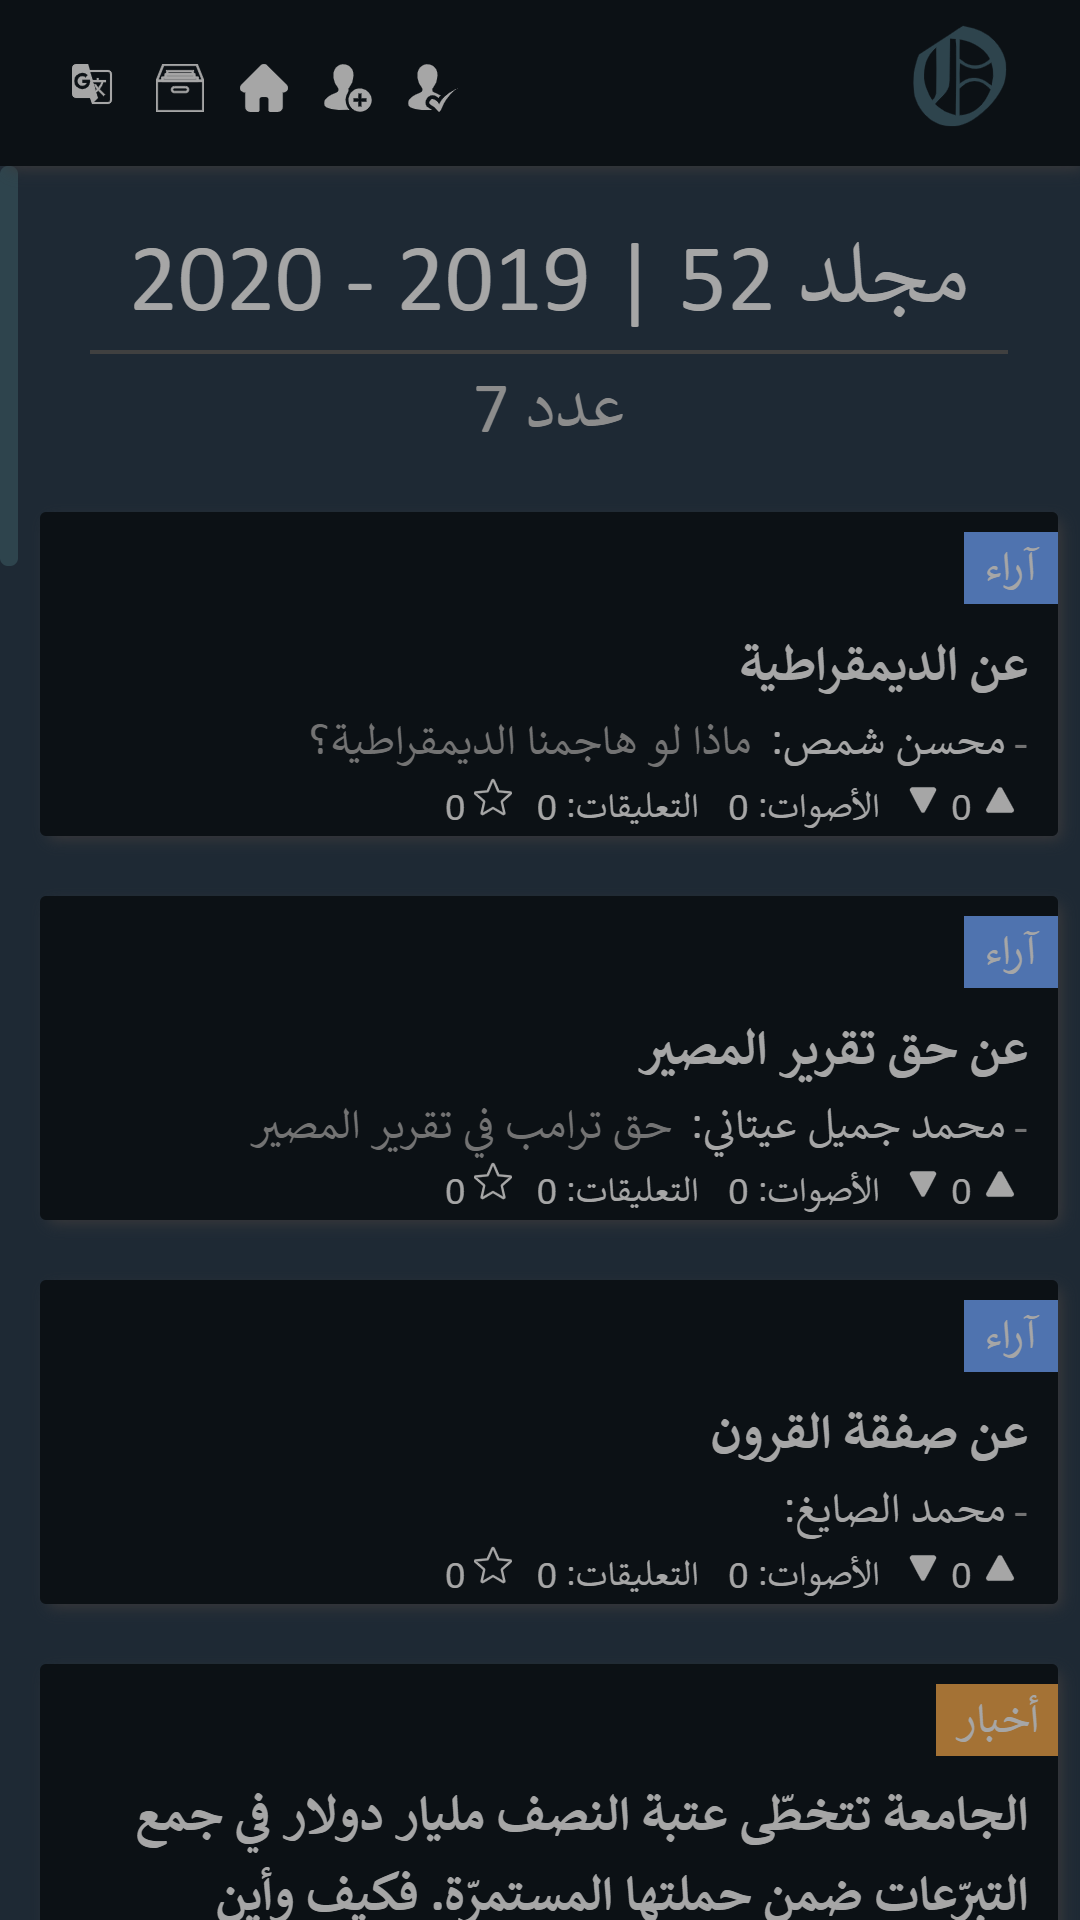 مجلد 52 | 2019 - 2020
عدد 7
آراء
عن الديمقراطية
- محسن شمص: ماذا لو هاجمنا الديمقراطية؟
▲ 0 ▼ الأصوات: 0 التعليقات: 0 ☆ 0
آراء
عن حق تقرير المصير
- محمد جميل عيتاني: حق ترامب في تقرير المصير
▲ 0 ▼ الأصوات: 0 التعليقات: 0 ☆ 0
آراء
عن صفقة القرون
- محمد الصايغ:
▲ 0 ▼ الأصوات: 0 التعليقات: 0 ☆ 0
أخبار
الجامعة تتخطّى عتبة النصف مليار دولار في جمع
التبرّعات ضمن حملتها المستمرّة. فكيف وأين